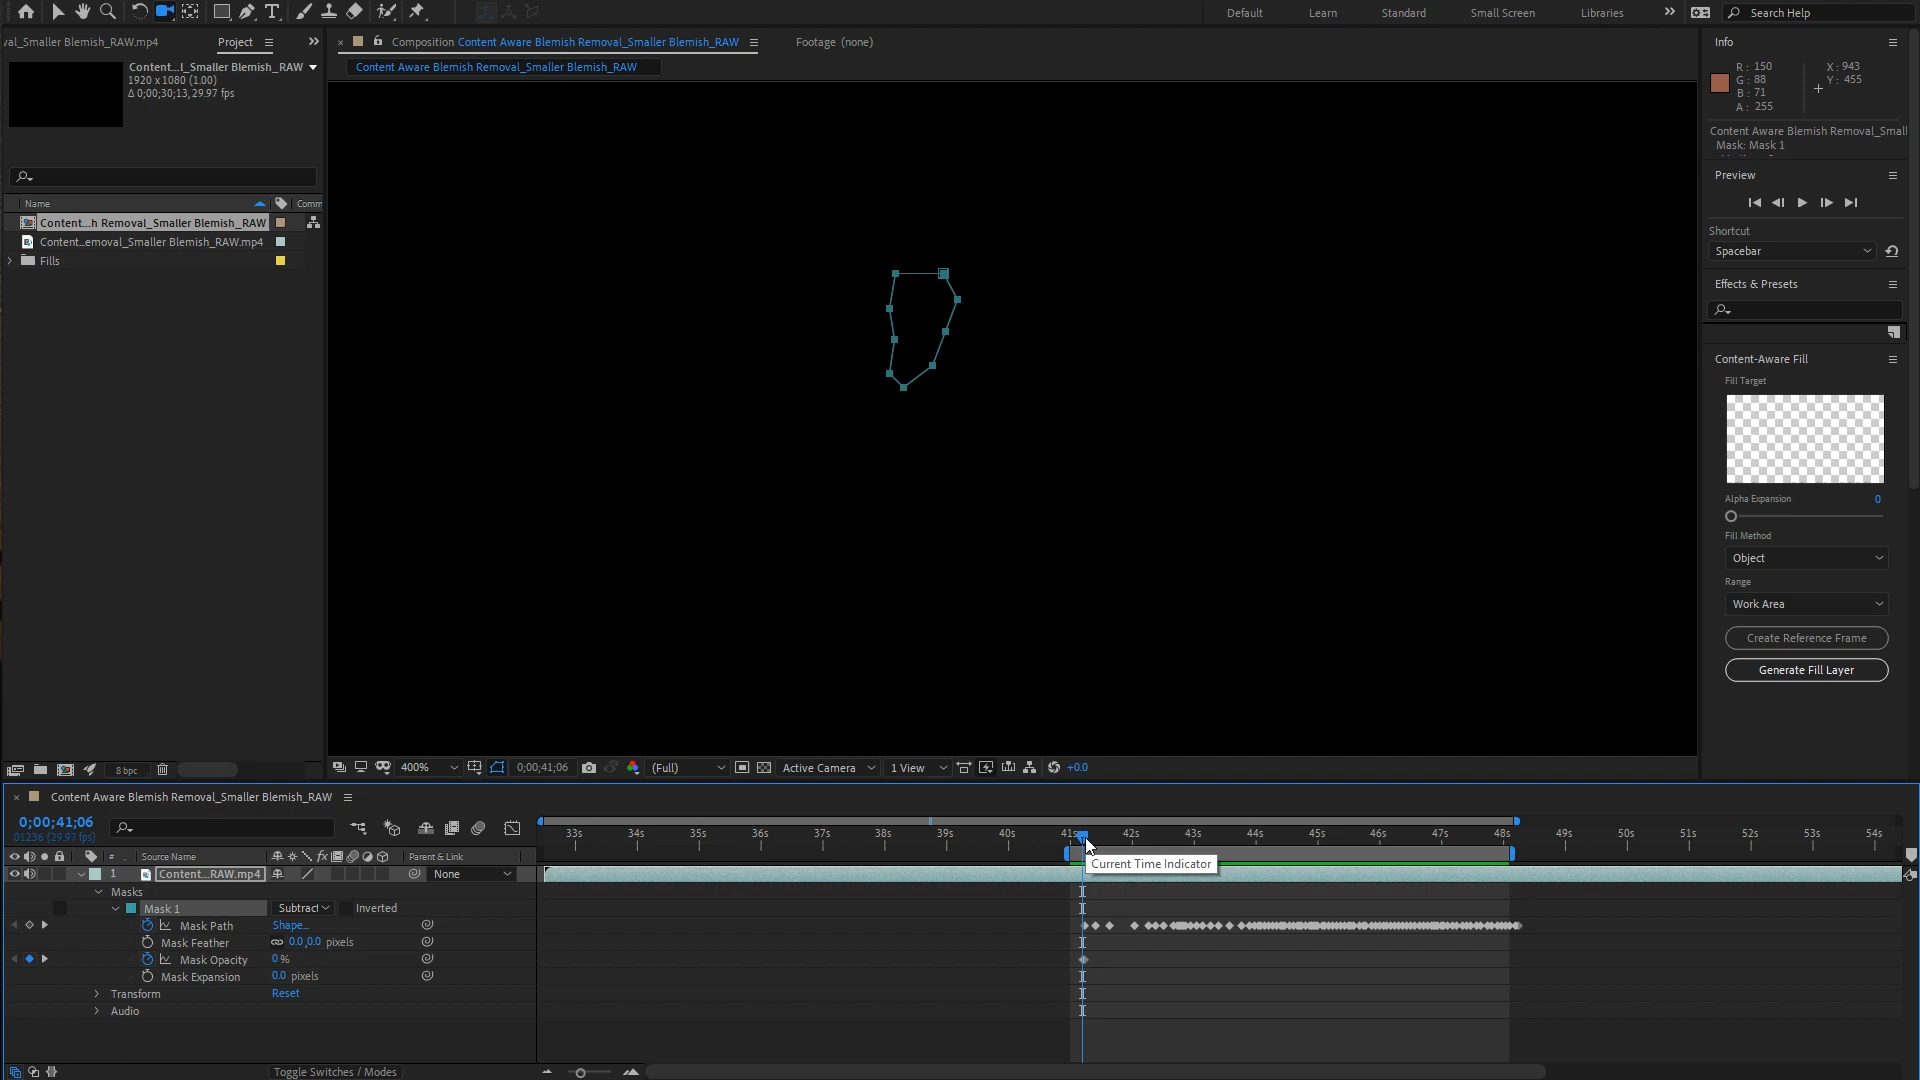 Default
Learn
Standard
Small Screen
Libraries
Search Help
val_Smaller Blemish_RAW.mp4
Project
Composition Content Aware Blemish Removal_Smaller Blemish_RAW
Footage (none)
Info
Content...l_Smaller Blemish_RAW
1920 x 1080 (1.00)
Δ 0;00;30;13, 29.97 fps
Content Aware Blemish Removal_Smaller Blemish_RAW
R: 150
G: 88
B: 71
A: 255
X: 943
Y: 455
Content Aware Blemish Removal_Small
Mask: Mask 1
Preview
Shortcut
Spacebar
Effects & Presets
Name
Comm
Content...h Removal_Smaller Blemish_RAW
Content...emoval_Smaller Blemish_RAW.mp4
Fills
Content-Aware Fill
Fill Target
Alpha Expansion 0
Fill Method
Object
Range
Work Area
Create Reference Frame
Generate Fill Layer
8 bpc
400%
0;00;41;06
(Full)
Active Camera
1 View
+0.0
Content Aware Blemish Removal_Smaller Blemish_RAW
0;00;41;06
01236 (29.97 fps)
33s 34s 35s 36s 37s 38s 39s 40s 41s 42s 43s 44s 45s 46s 47s 48s 49s 50s 51s 52s 53s 54s
# . Source Name
Parent & Link
Current Time Indicator
1 Content...RAW.mp4
None
Masks
Mask 1
Subtract
Inverted
Mask Path
Shape...
Mask Feather
0.0,0.0 pixels
Mask Opacity
0 %
Mask Expansion
0.0 pixels
Transform
Reset
Audio
Toggle Switches / Modes